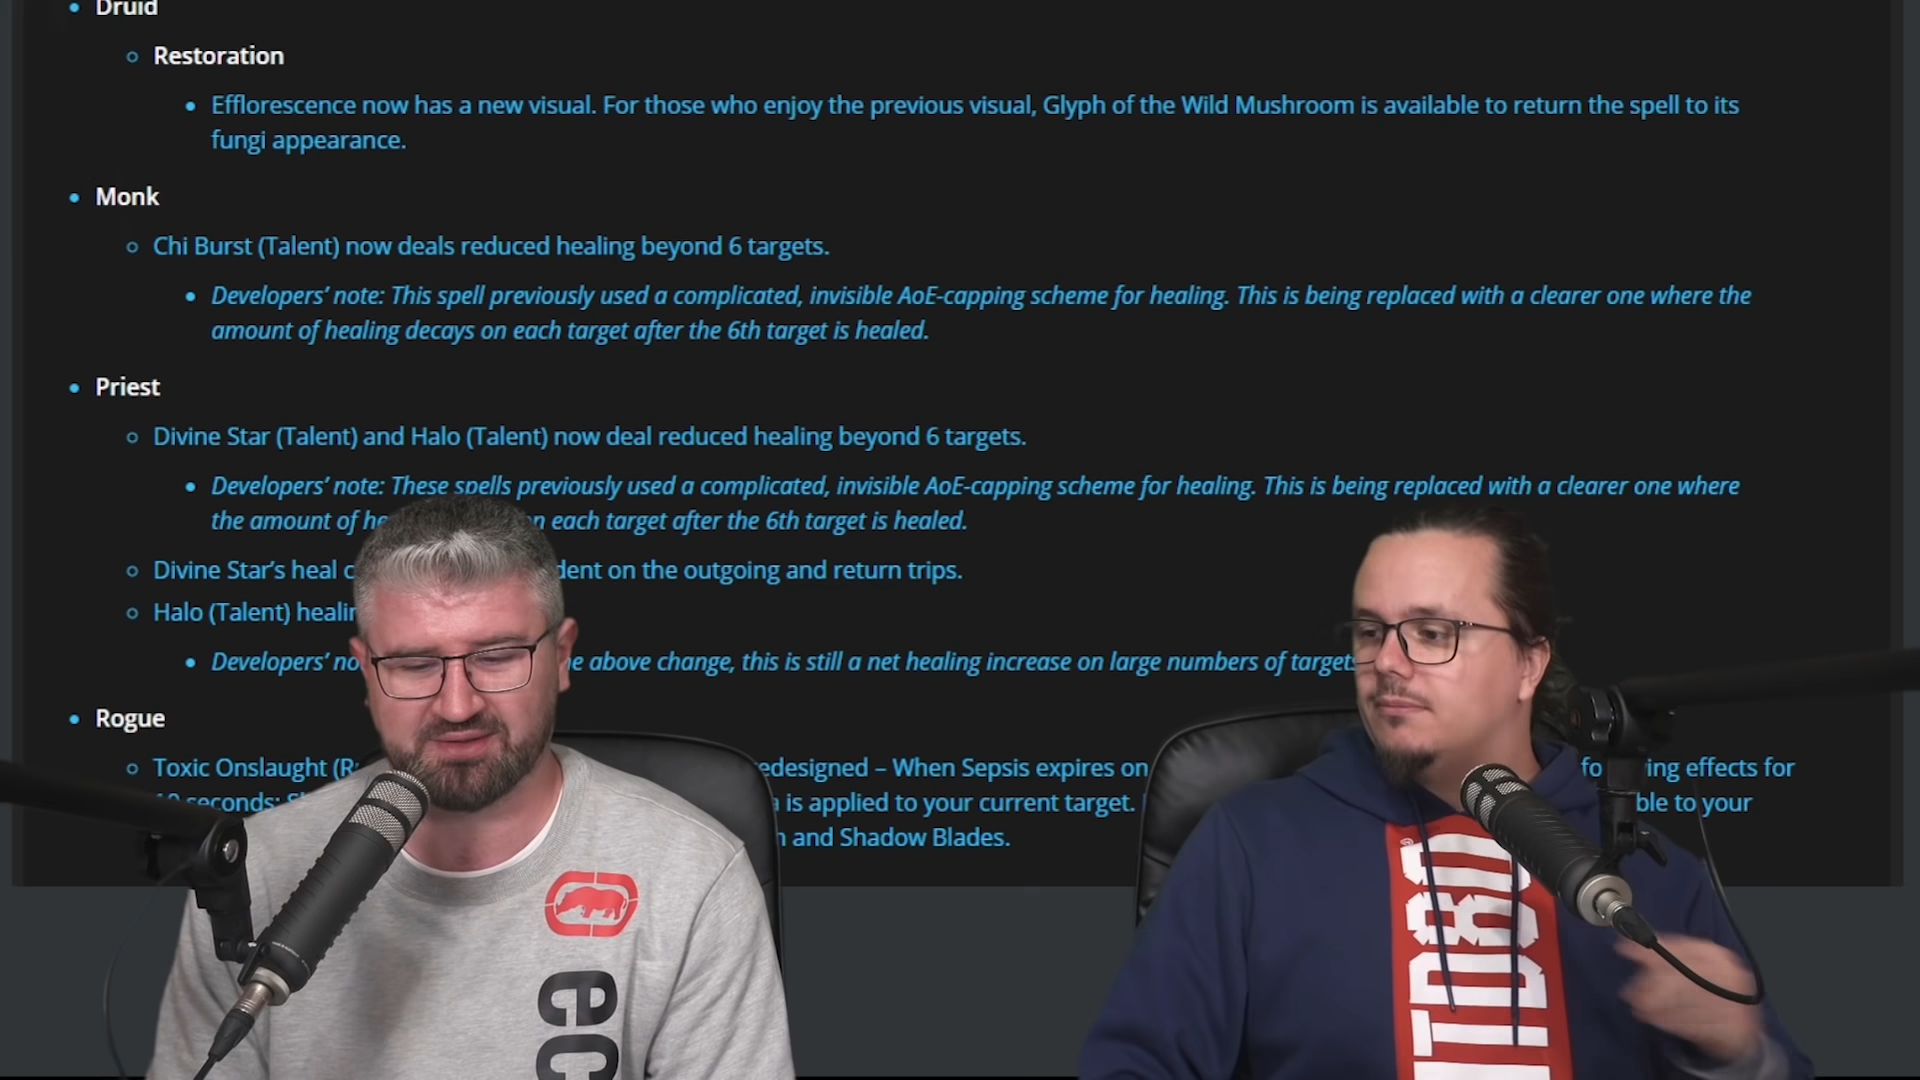 Druid
Restoration
Efflorescence now has a new visual. For those who enjoy the previous visual, Glyph of the Wild Mushroom is available to return the spell to its
fungi appearance.
Monk
Chi Burst (Talent) now deals reduced healing beyond 6 targets.
Developers’ note: This spell previously used a complicated, invisible AoE-capping scheme for healing. This is being replaced with a clearer one where the
amount of healing decays on each target after the 6th target is healed.
Priest
Divine Star (Talent) and Halo (Talent) now deal reduced healing beyond 6 targets.
Developers’ note: These spells previously used a complicated, invisible AoE-capping scheme for healing. This is being replaced with a clearer one where
the amount of each target after the 6th target is healed.
Divine Star’s heal on the outgoing and return trips.
Halo (Talent)
Developers’ above change, this is still a net healing increase on large numbers of
Rogue
Toxic Onslaught – When Sepsis expires on effects for
seconds: is applied to your current target. to your
and Shadow Blades.
ec